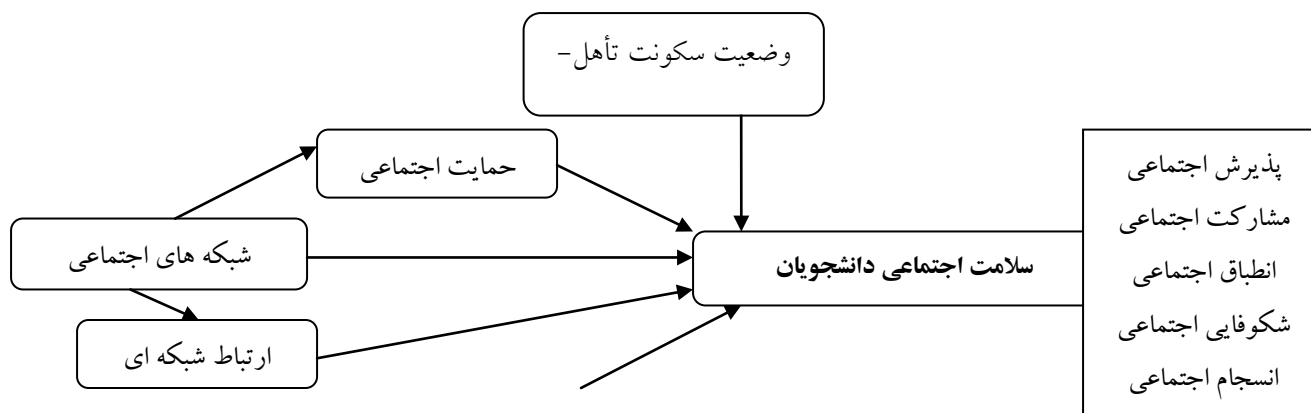 وضعیت سکونت تأهل–
حمایت اجتماعی
شبکه های اجتماعی
ارتباط شبکه ای
سلامت اجتماعی دانشجویان
پذیرش اجتماعی
مشارکت اجتماعی
انطباق اجتماعی
شکوفایی اجتماعی
انسجام اجتماعی